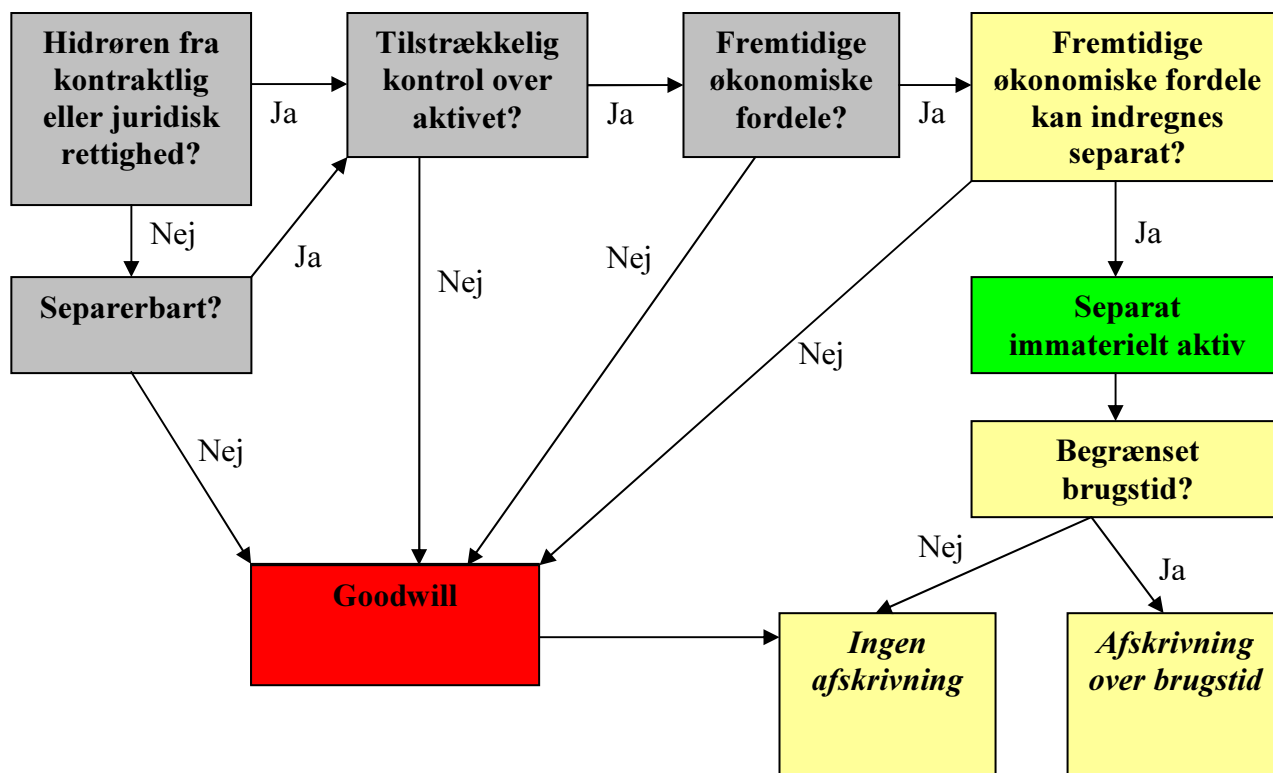 Hidrøren fra
kontraktlig
eller juridisk
rettighed?
Ja
Tilstrækkelig
kontrol over
aktivet?
Ja
Fremtidige
økonomiske
fordele?
Ja
Fremtidige
økonomiske fordele
kan indregnes
separat?
Nej
Ja
Nej
Nej
Ja
Separerbart?
Separat
immaterielt aktiv
Nej
Nej
Begrænset
brugstid?
Nej
Ja
Goodwill
Ingen
afskrivning
Afskrivning
over brugstid